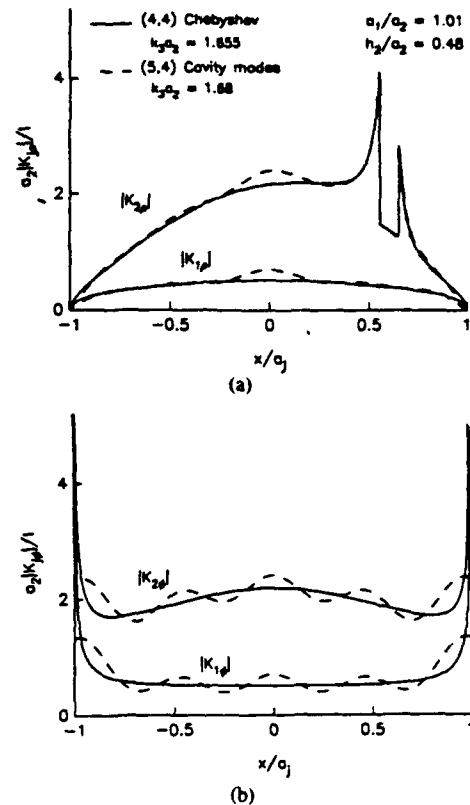 (4,4) Chebyshev
k₃a₂ = 1.655
(5,4) Cavity modes
k₃a₂ = 1.68
a₁/a₂ = 1.01
h₂/a₂ = 0.48
a₂|Kⱼᵨ|/I
4
2
0
|K₂ᵨ|
|K₁ᵨ|
-1 -0.5 0 0.5 1
x/aⱼ
(a)
a₂|Kⱼᵩ|/I
4
2
0
|K₂ᵩ|
|K₁ᵩ|
-1 -0.5 0 0.5 1
x/aⱼ
(b)